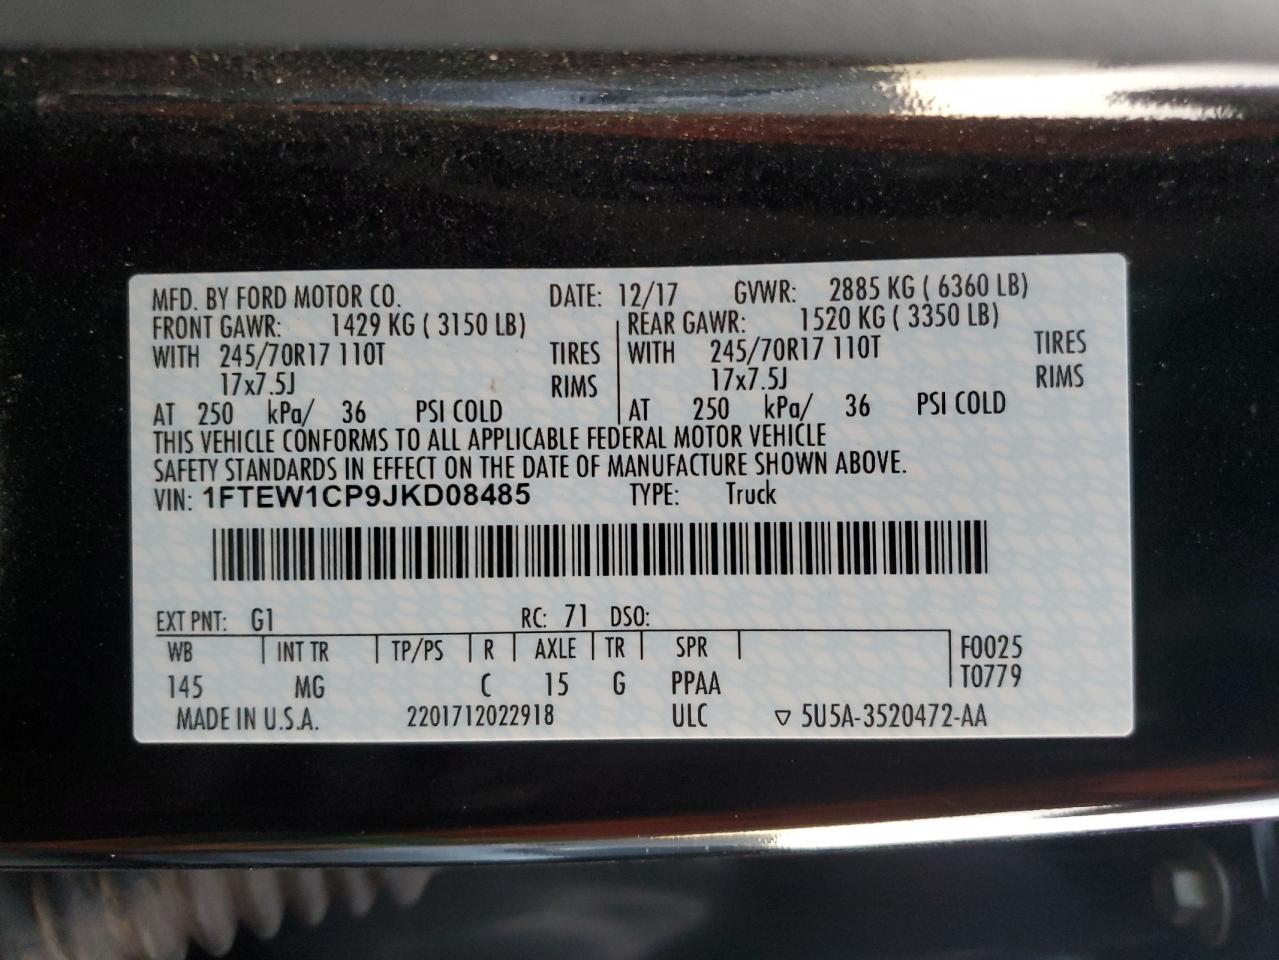 MFD. BY FORD MOTOR CO. DATE: 12/17 GVWR: 2885 KG ( 6360 LB)
FRONT GAWR: 1429 KG ( 3150 LB) REAR GAWR: 1520 KG ( 3350 LB)
WITH 245/70R17 110T TIRES WITH 245/70R17 110T TIRES
17x7.5J RIMS 17x7.5J RIMS
AT 250 kPa/ 36 PSI COLD AT 250 kPa/ 36 PSI COLD
THIS VEHICLE CONFORMS TO ALL APPLICABLE FEDERAL MOTOR VEHICLE
SAFETY STANDARDS IN EFFECT ON THE DATE OF MANUFACTURE SHOWN ABOVE.
VIN: 1FTEW1CP9JKD08485 TYPE: Truck
EXT PNT: G1 RC: 71 DSO:
WB INT TR TP/PS R AXLE TR SPR F0025
145 MG C 15 G PPAA T0779
MADE IN U.S.A. 2201712022918 ULC ▽ 5U5A-3520472-AA